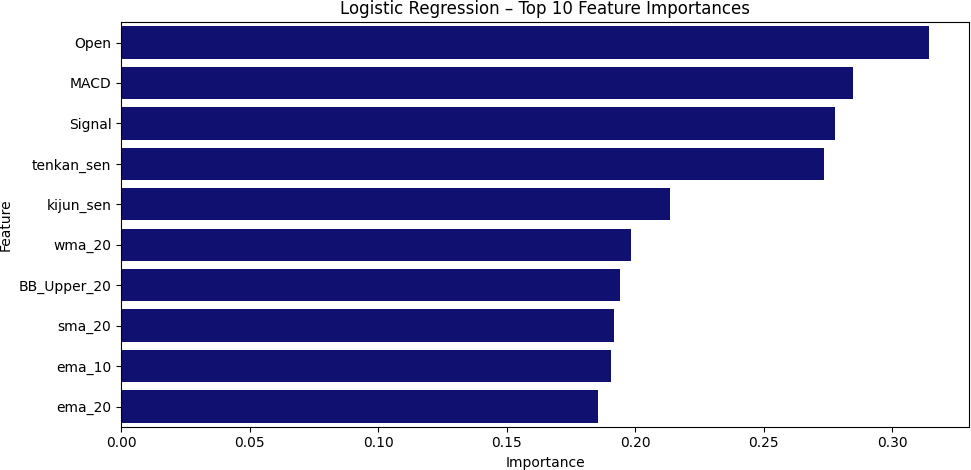 Logistic Regression – Top 10 Feature Importances
Feature
Open
MACD
Signal
tenkan_sen
kijun_sen
wma_20
BB_Upper_20
sma_20
ema_10
ema_20
0.00 0.05 0.10 0.15 0.20 0.25 0.30
Importance